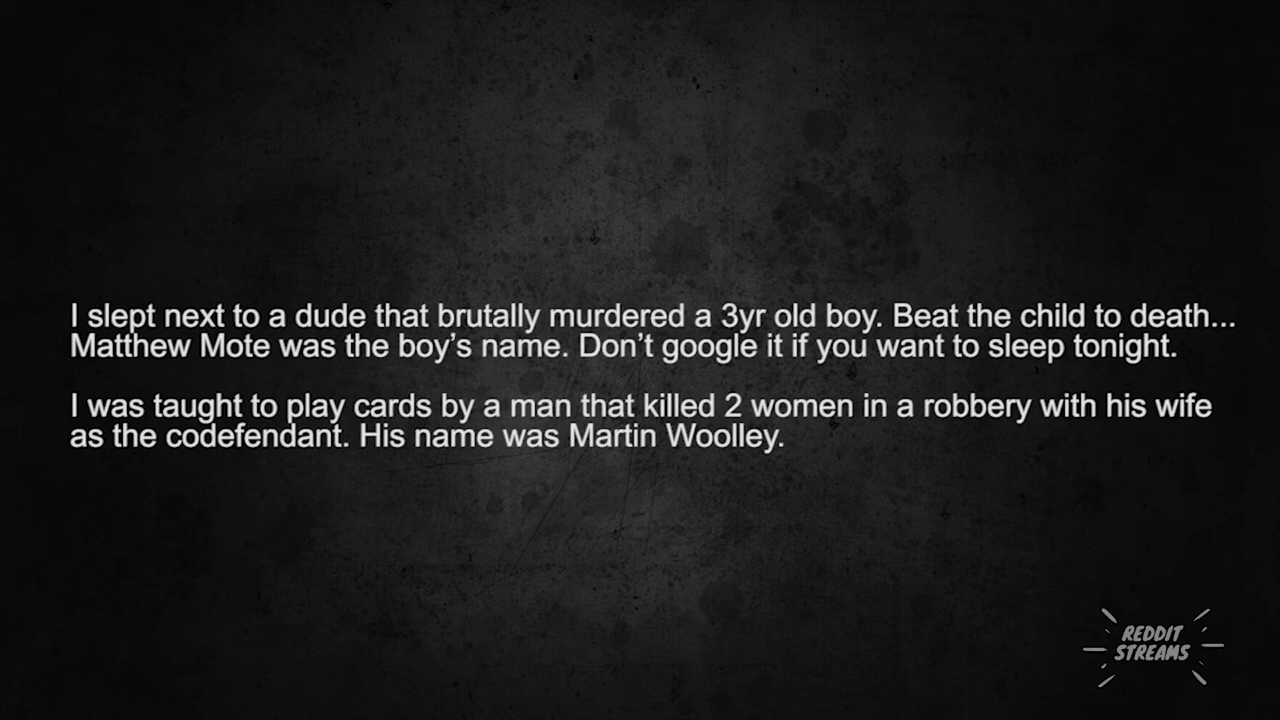 I slept next to a dude that brutally murdered a 3yr old boy. Beat the child to death...
Matthew Mote was the boy’s name. Don’t google it if you want to sleep tonight.
I was taught to play cards by a man that killed 2 women in a robbery with his wife
as the codefendant. His name was Martin Woolley.
REDDIT
STREAMS